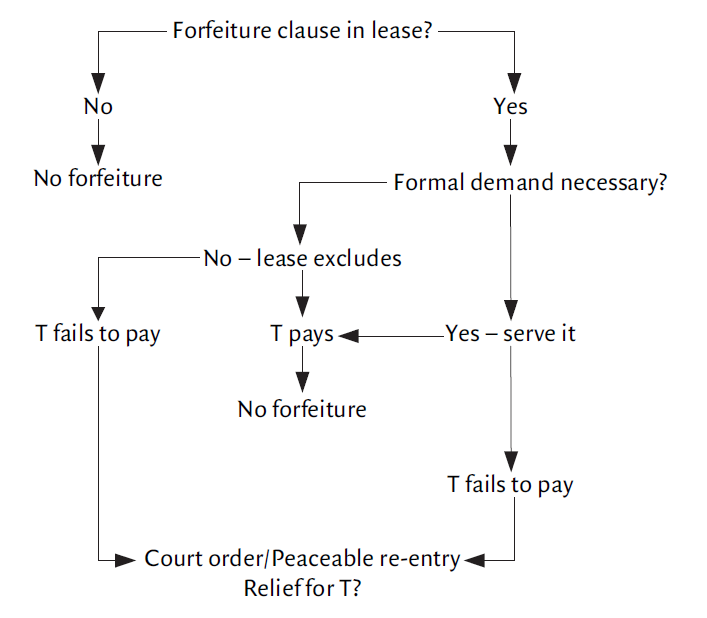 Forfeiture clause in lease?
No
Yes
No forfeiture
Formal demand necessary?
No – lease excludes
T fails to pay
T pays
Yes – serve it
No forfeiture
T fails to pay
Court order/Peaceable re-entry
Relief for T?